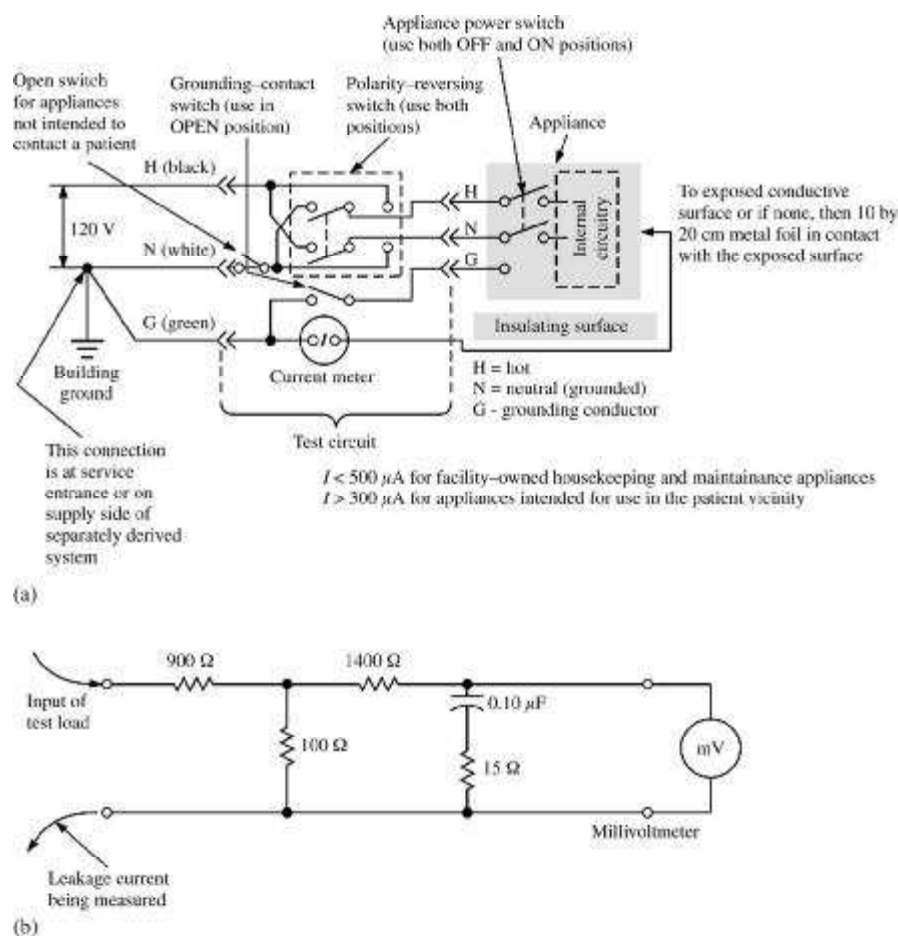 Appliance power switch
(use both OFF and ON positions)
Open switch
for appliances
not intended to
contact a patient
Grounding–contact
switch (use in
OPEN position)
Polarity–reversing
switch (use both
positions)
Appliance
H (black)
H
To exposed conductive
surface or if none, then 10 by
20 cm metal foil in contact
with the exposed surface
120 V
N (white)
N
G
Internal
circuitry
G (green)
Insulating surface
Building
ground
Current meter
H = hot
N = neutral (grounded)
G - grounding conductor
Test circuit
This connection
is at service
entrance or on
supply side of
separately derived
system
I < 500 µA for facility–owned housekeeping and maintainance appliances
I > 300 µA for appliances intended for use in the patient vicinity
(a)
900 Ω
1400 Ω
Input of
test load
0.10 µF
100 Ω
15 Ω
mV
Millivoltmeter
Leakage current
being measured
(b)